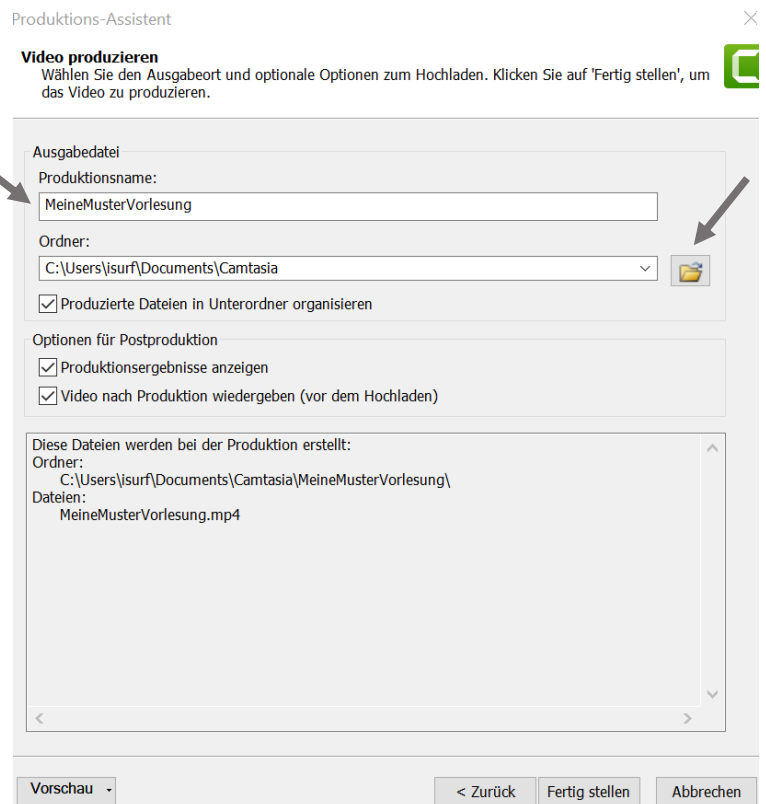 Produktions-Assistent
Video produzieren
Wählen Sie den Ausgabeort und optionale Optionen zum Hochladen. Klicken Sie auf 'Fertig stellen', um
das Video zu produzieren.
Ausgabedatei
Produktionsname:
MeineMusterVorlesung
Ordner:
C:\Users\isurf\Documents\Camtasia
Produzierte Dateien in Unterordner organisieren
Optionen für Postproduktion
Produktionsergebnisse anzeigen
Video nach Produktion wiedergeben (vor dem Hochladen)
Diese Dateien werden bei der Produktion erstellt:
Ordner:
C:\Users\isurf\Documents\Camtasia\MeineMusterVorlesung\
Dateien:
MeineMusterVorlesung.mp4
Vorschau
< Zurück
Fertig stellen
Abbrechen